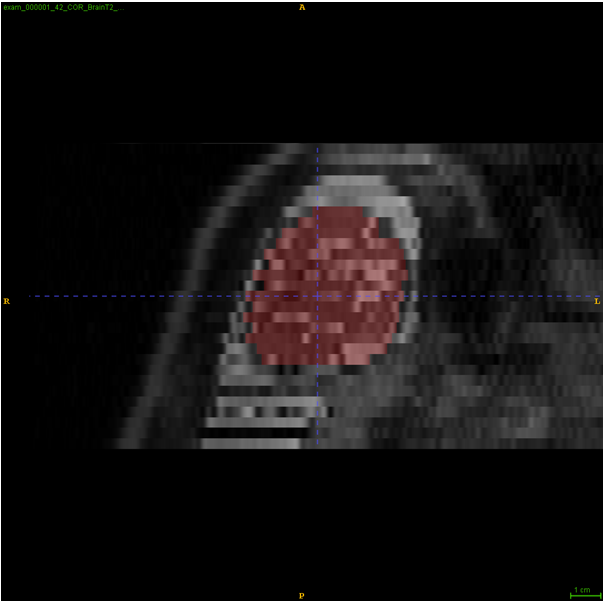 exam_000001_42_COR_BrainT2_...
A
R
L
P
1 cm